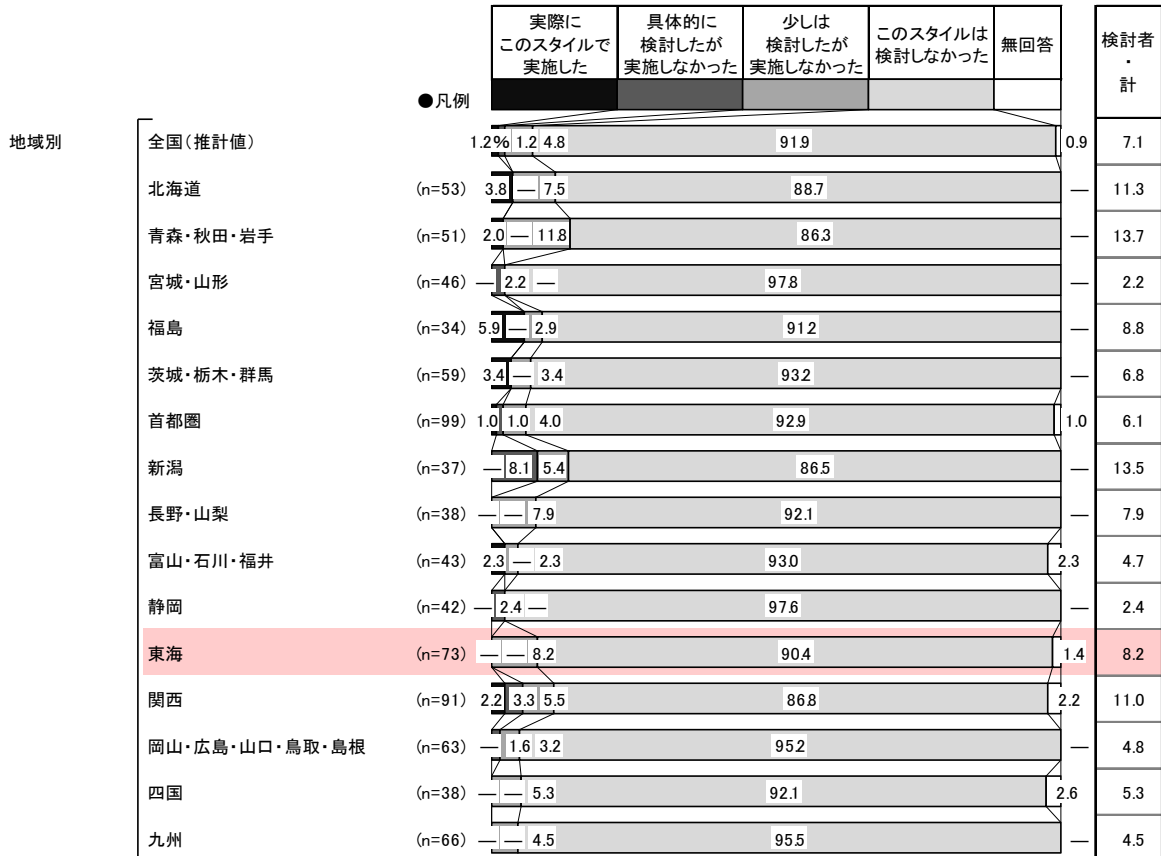 実際に
このスタイルで
実施した
具体的に
検討したが
実施しなかった
少しは
検討したが
実施しなかった
このスタイルは
検討しなかった
無回答
検討者
・
計
●凡例
地域別
全国(推計値) 1.2% 1.2 4.8 91.9 0.9 7.1
北海道 (n=53) 3.8 — 7.5 88.7 — 11.3
青森・秋田・岩手 (n=51) 2.0 — 11.8 86.3 — 13.7
宮城・山形 (n=46) — 2.2 — 97.8 — 2.2
福島 (n=34) 5.9 — 2.9 91.2 — 8.8
茨城・栃木・群馬 (n=59) 3.4 — 3.4 93.2 — 6.8
首都圏 (n=99) 1.0 1.0 4.0 92.9 1.0 6.1
新潟 (n=37) — 8.1 5.4 86.5 — 13.5
長野・山梨 (n=38) — — 7.9 92.1 — 7.9
富山・石川・福井 (n=43) 2.3 — 2.3 93.0 2.3 4.7
静岡 (n=42) — 2.4 — 97.6 — 2.4
東海 (n=73) — — 8.2 90.4 1.4 8.2
関西 (n=91) 2.2 3.3 5.5 86.8 2.2 11.0
岡山・広島・山口・鳥取・島根 (n=63) — 1.6 3.2 95.2 — 4.8
四国 (n=38) — — 5.3 92.1 2.6 5.3
九州 (n=66) — — 4.5 95.5 — 4.5